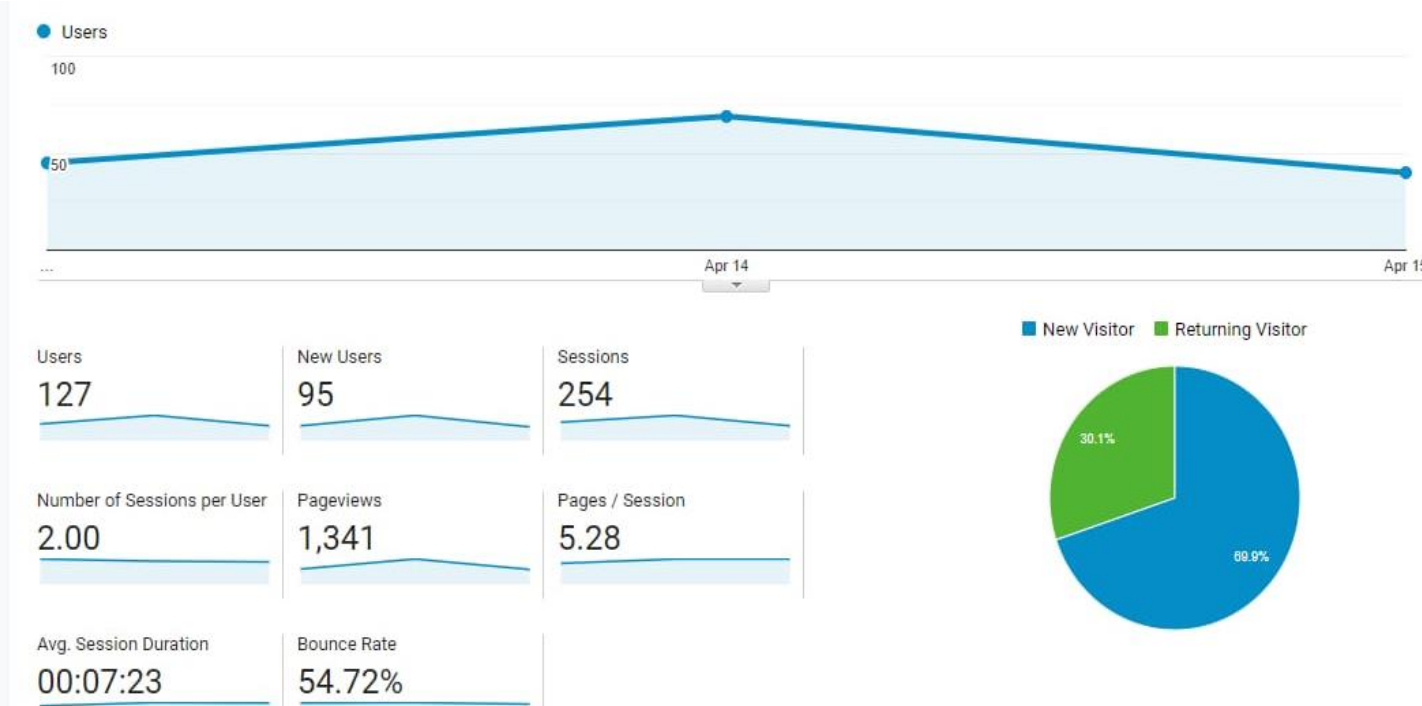 Users
100
50
...
Apr 14
Apr 15
New Visitor Returning Visitor
Users
127
New Users
95
Sessions
254
Number of Sessions per User
2.00
Pageviews
1,341
Pages / Session
5.28
30.1%
69.9%
Avg. Session Duration
00:07:23
Bounce Rate
54.72%